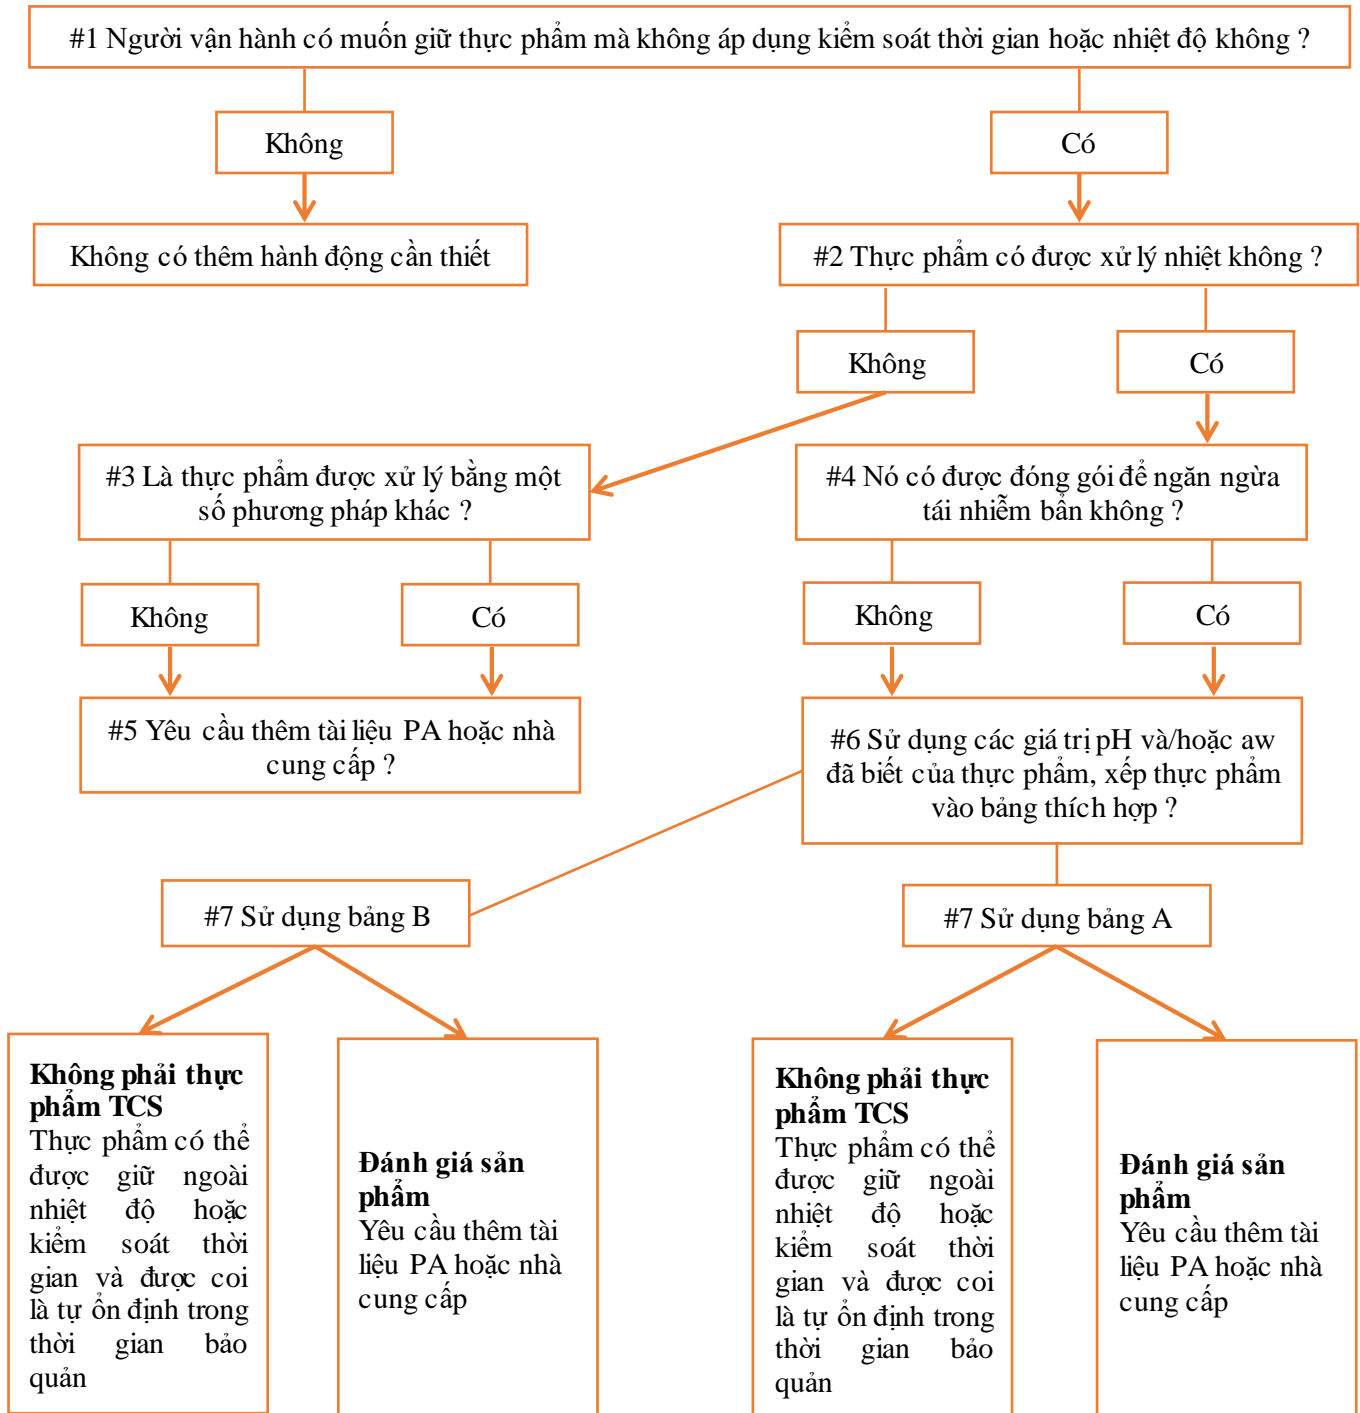 #1 Người vận hành có muốn giữ thực phẩm mà không áp dụng kiểm soát thời gian hoặc nhiệt độ không ?
Không
Có
Không có thêm hành động cần thiết
#2 Thực phẩm có được xử lý nhiệt không ?
Không
Có
#3 Là thực phẩm được xử lý bằng một
số phương pháp khác ?
#4 Nó có được đóng gói để ngăn ngừa
tái nhiễm bẩn không ?
Không
Có
Không
Có
#5 Yêu cầu thêm tài liệu PA hoặc nhà
cung cấp ?
#6 Sử dụng các giá trị pH và/hoặc aw
đã biết của thực phẩm, xếp thực phẩm
vào bảng thích hợp ?
#7 Sử dụng bảng B
#7 Sử dụng bảng A
Không phải thực
phẩm TCS
Thực phẩm có thể
được giữ ngoài
nhiệt độ hoặc
kiểm soát thời
gian và được coi
là tự ổn định trong
thời gian bảo
quản
Đánh giá sản
phẩm
Yêu cầu thêm tài
liệu PA hoặc nhà
cung cấp
Không phải thực
phẩm TCS
Thực phẩm có thể
được giữ ngoài
nhiệt độ hoặc
kiểm soát thời
gian và được coi
là tự ổn định trong
thời gian bảo
quản
Đánh giá sản
phẩm
Yêu cầu thêm tài
liệu PA hoặc nhà
cung cấp